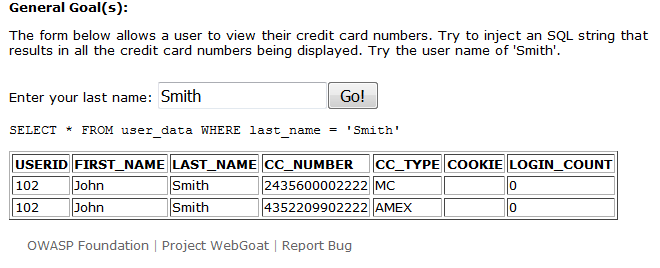 General Goal(s):
The form below allows a user to view their credit card numbers. Try to inject an SQL string that
results in all the credit card numbers being displayed. Try the user name of 'Smith'.
Enter your last name: Smith Go!
SELECT * FROM user_data WHERE last_name = 'Smith'
USERID FIRST_NAME LAST_NAME CC_NUMBER CC_TYPE COOKIE LOGIN_COUNT
102 John Smith 2435600002222 MC 0
102 John Smith 4352209902222 AMEX 0
OWASP Foundation | Project WebGoat | Report Bug